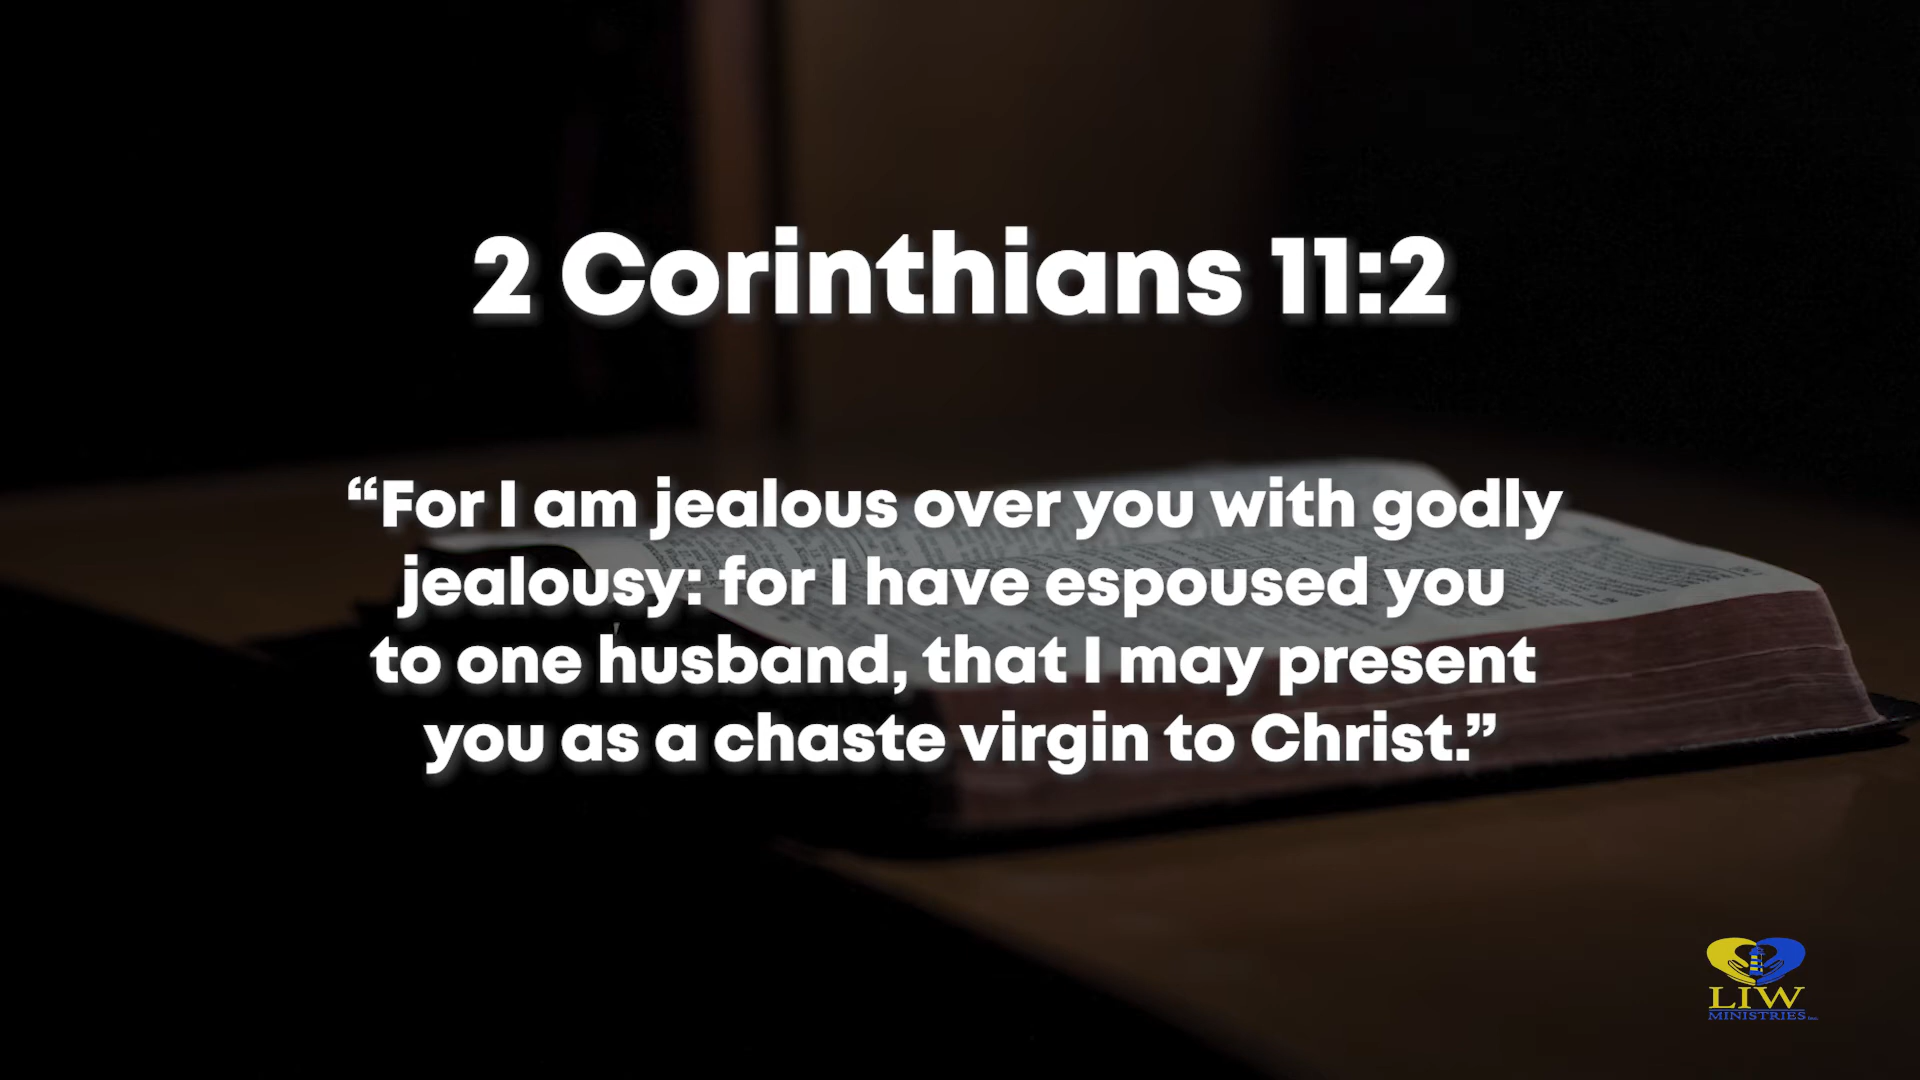 2 Corinthians 11:2
“For I am jealous over you with godly
jealousy: for I have espoused you
to one husband, that I may present
you as a chaste virgin to Christ.”
LIW
MINISTRIES